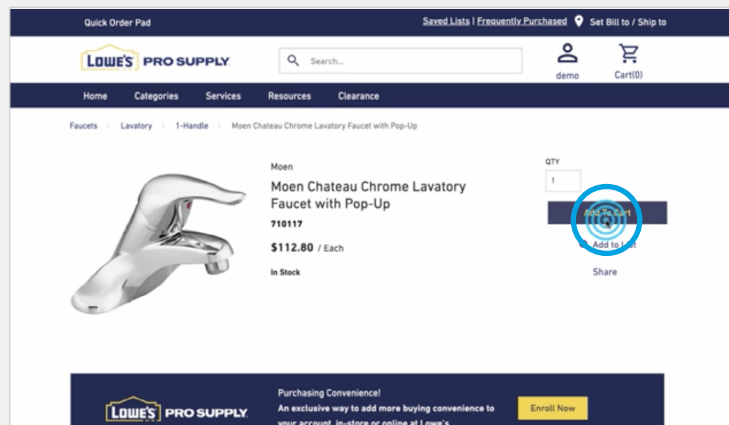 Quick Order Pad
Saved Lists | Frequently Purchased
Set Bill to / Ship to
LOWE'S PRO SUPPLY
Search...
demo
Cart(0)
Home Categories Services Resources Clearance
Faucets > Lavatory > 1-Handle > Moen Chateau Chrome Lavatory Faucet with Pop-Up
Moen
QTY
Moen Chateau Chrome Lavatory
Faucet with Pop-Up
1
710117
Add To Cart
$112.80 / Each
Add to List
In Stock
Share
LOWE'S PRO SUPPLY
Purchasing Convenience!
An exclusive way to add more buying convenience to
your account, in-store or online at Lowe's
Enroll Now